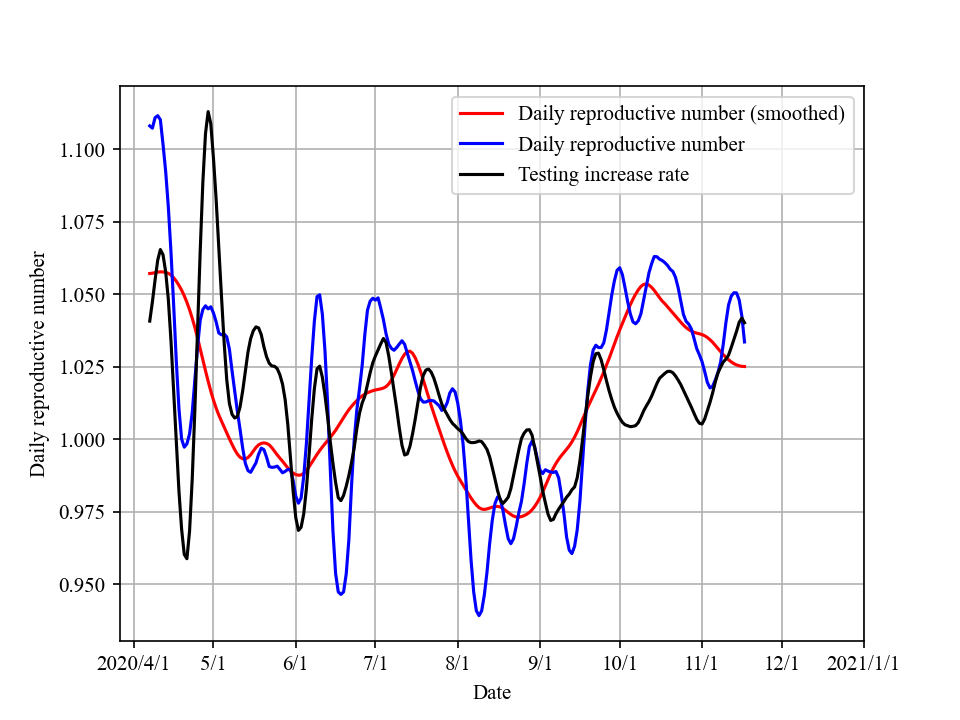 Daily reproductive number (smoothed)
Daily reproductive number
Testing increase rate
Daily reproductive number
1.100
1.075
1.050
1.025
1.000
0.975
0.950
2020/4/1 5/1 6/1 7/1 8/1 9/1 10/1 11/1 12/1 2021/1/1
Date